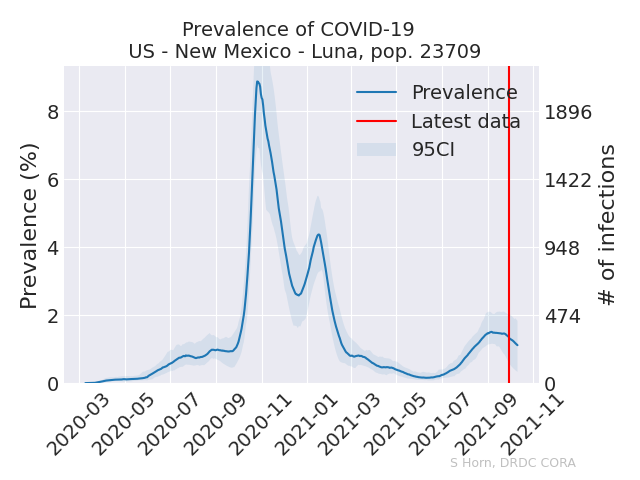 Prevalence of COVID-19
US - New Mexico - Luna, pop. 23709
Prevalence (%)
8
6
4
2
0
Prevalence
Latest data
95CI
1896
1422
948
474
0
# of infections
2020-03
2020-05
2020-07
2020-09
2020-11
2021-01
2021-03
2021-05
2021-07
2021-09
2021-11
S Horn, DRDC CORA